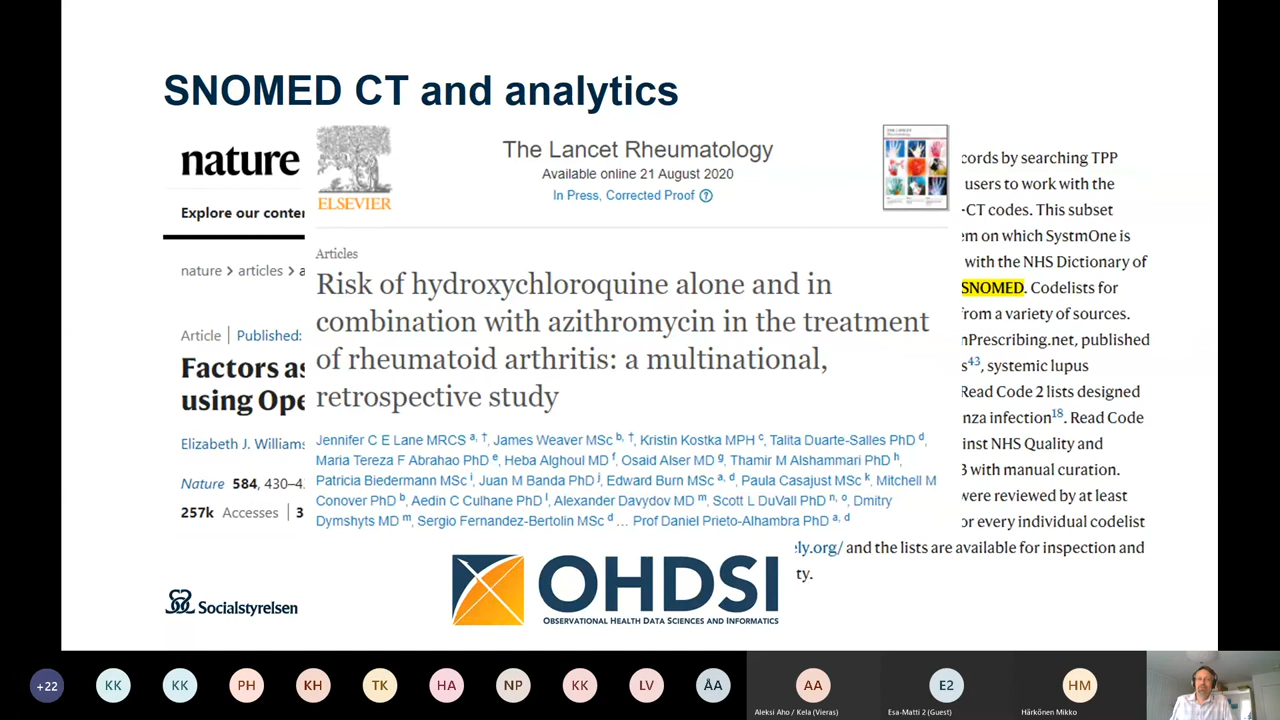 SNOMED CT and analytics
nature
Explore our conter
nature > articles > a
Article | Published:
Factors as
using Ope
Elizabeth J. Williams
Nature 584, 430–4
257k Accesses | 3
ELSEVIER
The Lancet Rheumatology
Available online 21 August 2020
In Press, Corrected Proof ?
Articles
Risk of hydroxychloroquine alone and in
combination with azithromycin in the treatment
of rheumatoid arthritis: a multinational,
retrospective study
Jennifer C E Lane MRCS a, †, James Weaver MSc b, †, Kristin Kostka MPH c, Talita Duarte-Salles PhD d,
Maria Tereza F Abrahao PhD e, Heba Alghoul MD f, Osaid Alser MD g, Thamir M Alshammari PhD h,
Patricia Biedermann MSc i, Juan M Banda PhD j, Edward Burn MSc a, d, Paula Casajust MSc k, Mitchell M
Conover PhD b, Aedin C Culhane PhD l, Alexander Davydov MD m, Scott L DuVall PhD n, o, Dmitry
Dymshyts MD m, Sergio Fernandez-Bertolin MSc d ... Prof Daniel Prieto-Alhambra PhD a, d
cords by searching TPP
users to work with the
-CT codes. This subset
em on which SystmOne is
with the NHS Dictionary of
SNOMED. Codelists for
from a variety of sources.
nPrescribing.net, published
s43, systemic lupus
Read Code 2 lists designed
nza infection18. Read Code
inst NHS Quality and
3 with manual curation.
were reviewed by at least
or every individual codelist
ly.org/ and the lists are available for inspection and
ty.
Socialstyrelsen
OHDSI
OBSERVATIONAL HEALTH DATA SCIENCES AND INFORMATICS
+22 KK KK PH KH TK HA NP KK LV ÅA AA E2 HM
Aleksi Aho / Kela (Vieras) Esa-Matti 2 (Guest) Härkönen Mikko